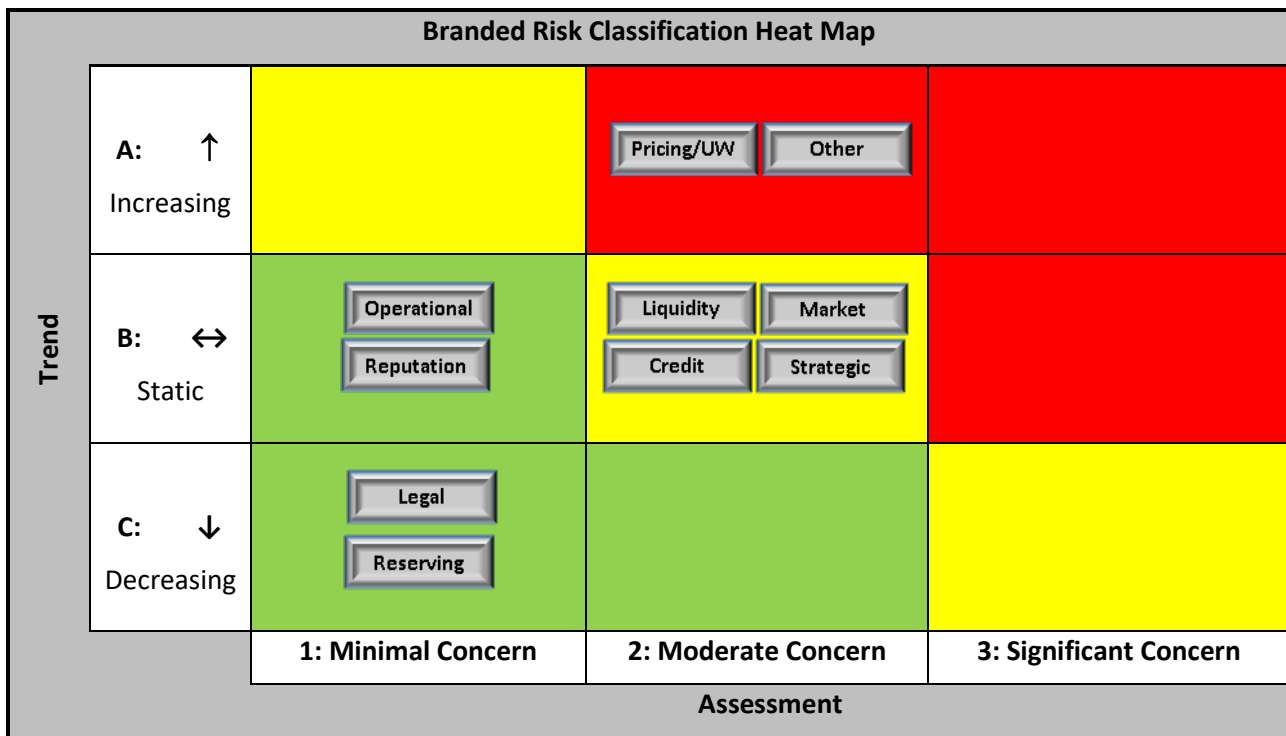 Branded Risk Classification Heat Map
Trend
A: ↑
Increasing
Pricing/UW Other
B: ↔
Static
Operational
Reputation
Liquidity Market
Credit Strategic
C: ↓
Decreasing
Legal
Reserving
1: Minimal Concern 2: Moderate Concern 3: Significant Concern
Assessment